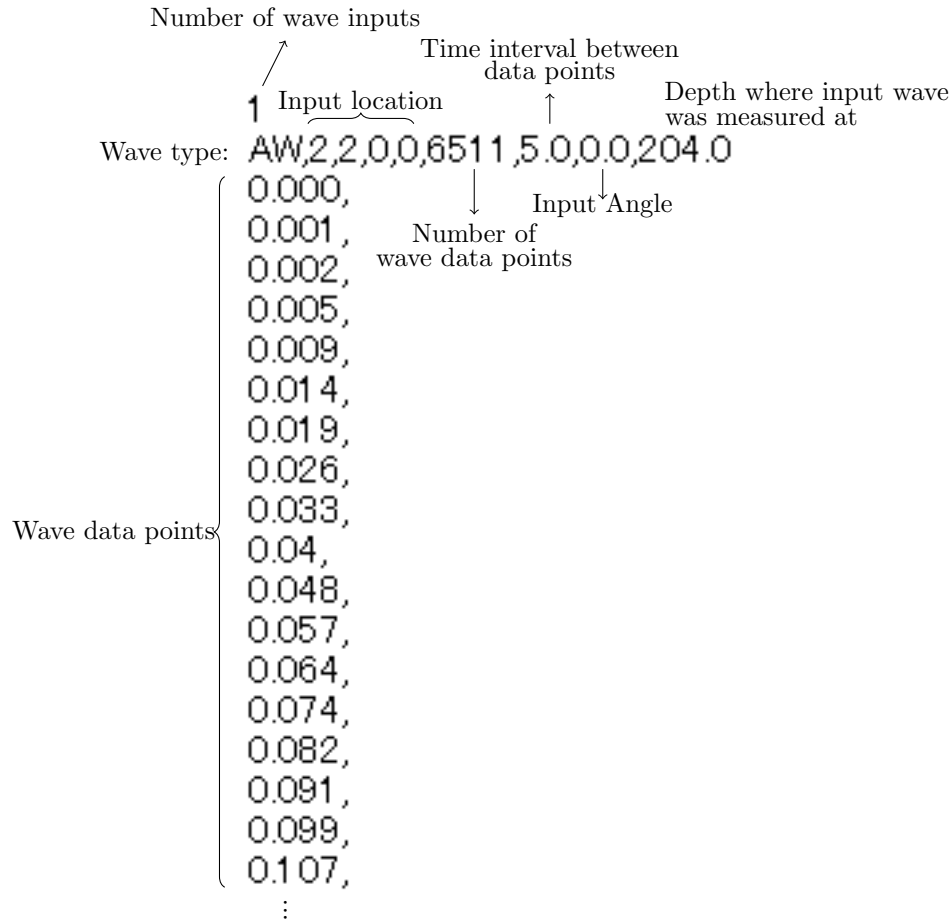 Number of wave inputs
Time interval between
data points
Depth where input wave
was measured at
1
Input location
Wave type:
AW,2,2,0,0,6511,5.0,0.0,204.0
Input Angle
Number of
wave data points
Wave data points
0.000,
0.001,
0.002,
0.005,
0.009,
0.014,
0.019,
0.026,
0.033,
0.04,
0.048,
0.057,
0.064,
0.074,
0.082,
0.091,
0.099,
0.107,
⋮